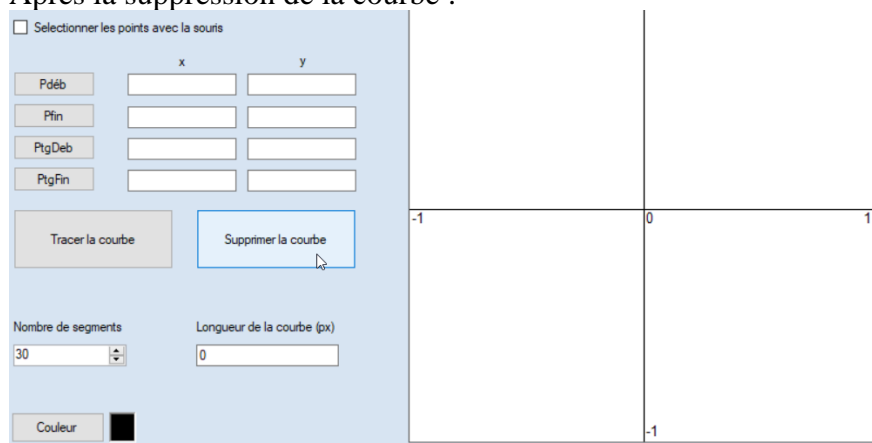 Après la suppression de la courbe :
Selectionner les points avec la souris
x y
Pdéb
Pfin
PtgDeb
PtgFin
Tracer la courbe Supprimer la courbe
-1 0 1
Nombre de segments Longueur de la courbe (px)
30 0
Couleur
-1